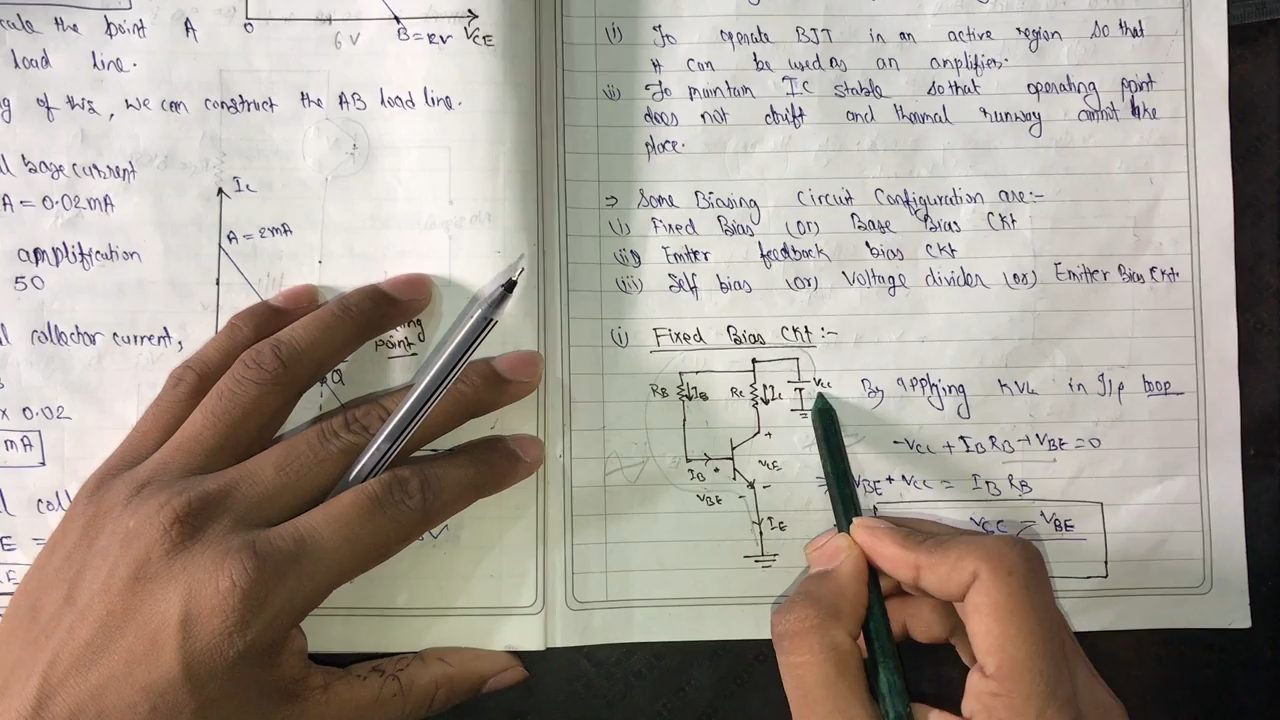 cale the point A
load line.
g of this, we can construct the AB load line.
0 6V B=12V VCE
l base current
A = 0.02mA
amplification
50
l collector current,
x 0.02
mA
l coll
E =
IC
A = 2mA
point
Q
(i) To operate BJT in an active region so that
it can be used as an amplifier.
(ii) To maintain IC stable so that operating point
does not drift and thermal runway cannot take
place.
⇒ Some Biasing Circuit Configuration are:-
(i) Fixed Bias (or) Base Bias Ckt
(ii) Emitter feedback bias ckt
(iii) Self bias (or) Voltage divider (or) Emitter Bias Ckt.
(i) Fixed Bias Ckt:-
RB IB RC IC VCC
+
IB + VCE
VBE - -
IE
By applying KVL in I/p loop
-VCC + IBRB + VBE = 0
VBE + VCC = IB RB
VCC - VBE